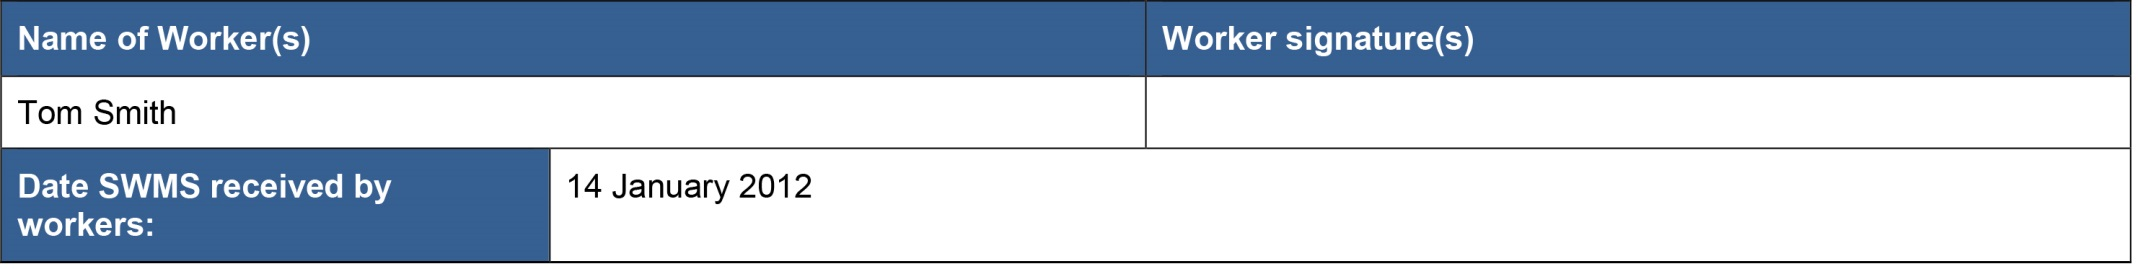 Name of Worker(s) Worker signature(s)
Tom Smith
Date SWMS received by 14 January 2012
workers: